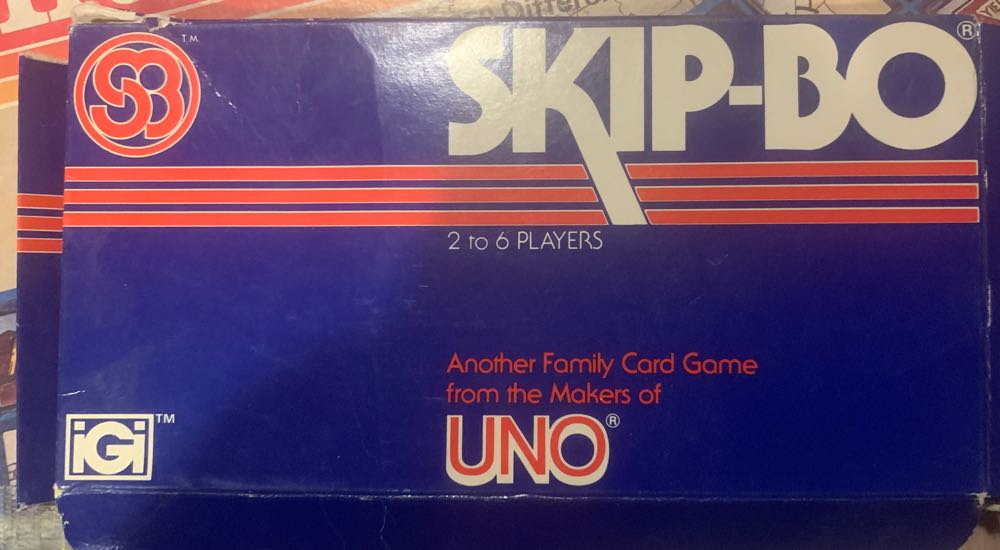 Differ
SB TM.
SKIP-BO®
2 to 6 PLAYERS
Another Family Card Game
from the Makers of
UNO®
iGi TM